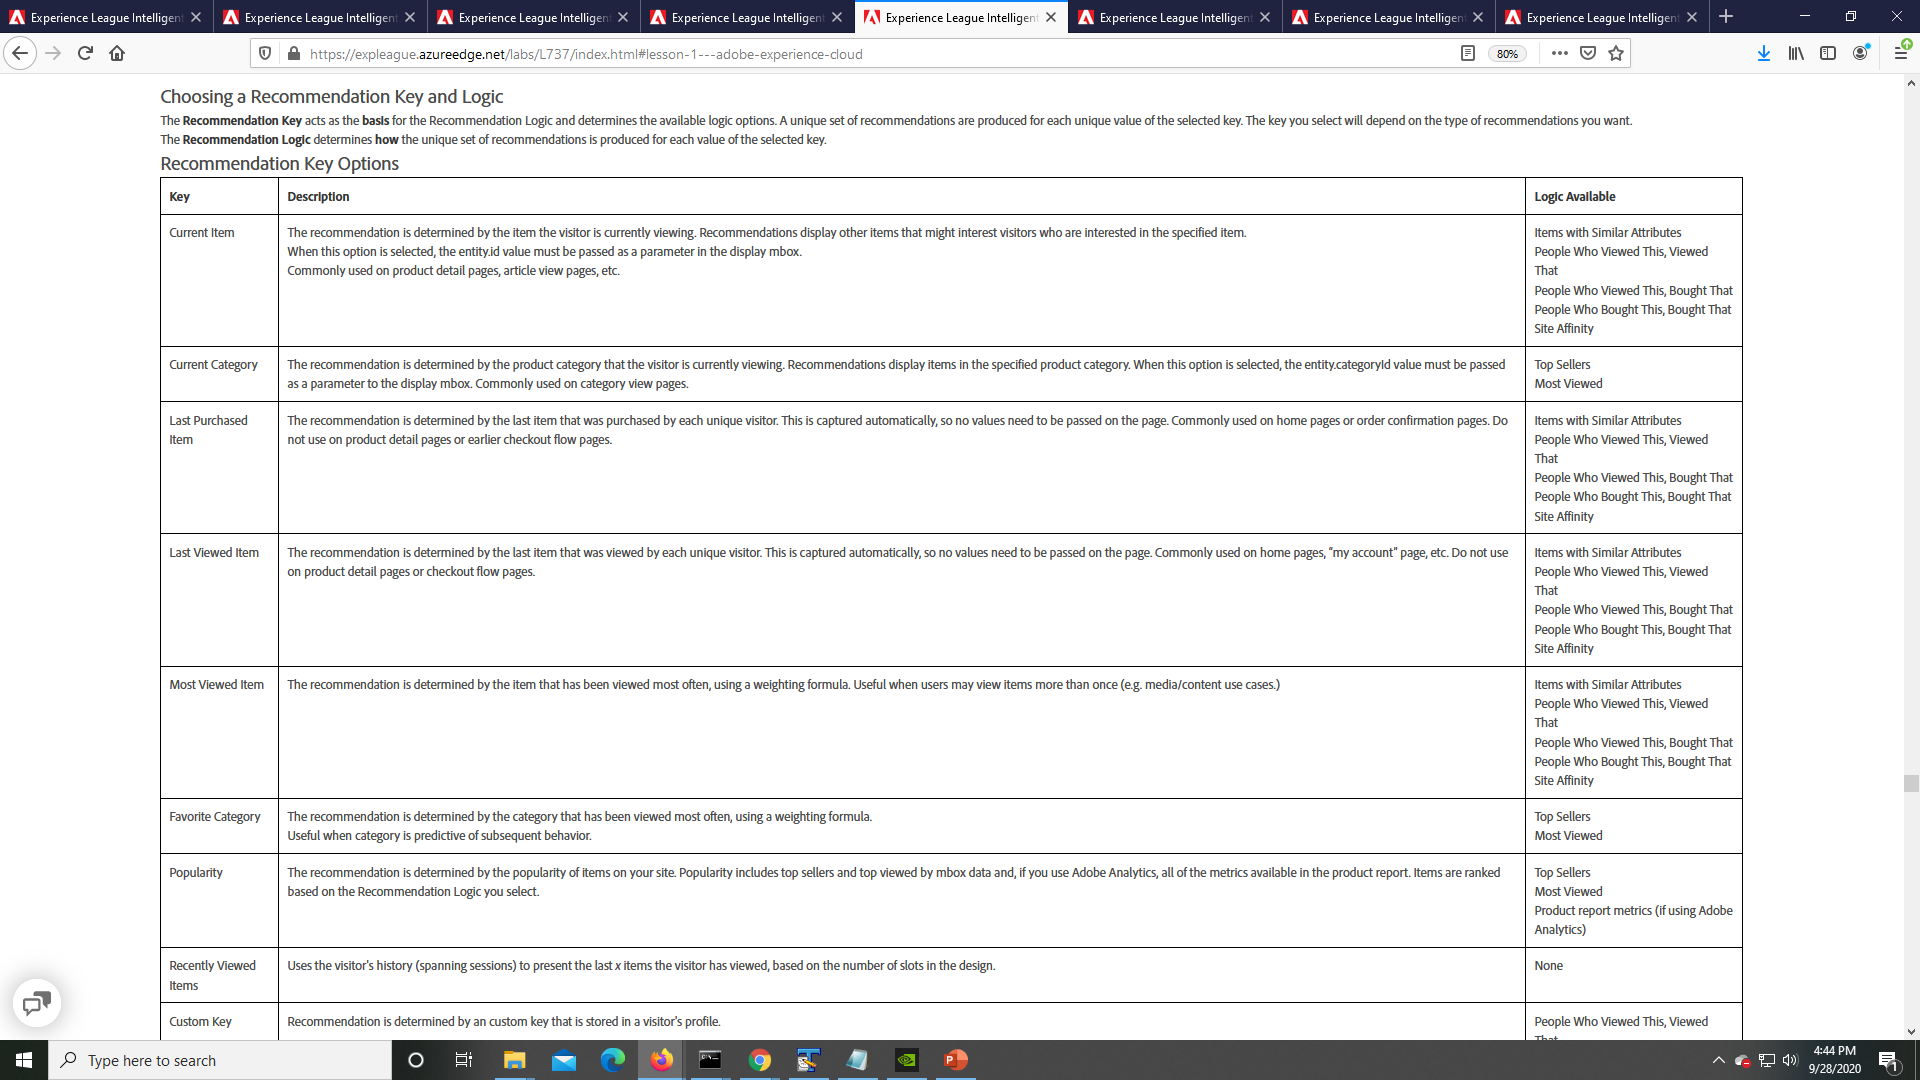 Experience League Intelligent
Experience League Intelligent
Experience League Intelligent
Experience League Intelligent
Experience League Intelligent
Experience League Intelligent
Experience League Intelligent
Experience League Intelligent
https://expleague.azureedge.net/labs/L737/index.html#lesson-1---adobe-experience-cloud
80%
Choosing a Recommendation Key and Logic
The Recommendation Key acts as the basis for the Recommendation Logic and determines the available logic options. A unique set of recommendations are produced for each unique value of the selected key. The key you select will depend on the type of recommendations you want.
The Recommendation Logic determines how the unique set of recommendations is produced for each value of the selected key.
Recommendation Key Options
Key
Description
Logic Available
Current Item
The recommendation is determined by the item the visitor is currently viewing. Recommendations display other items that might interest visitors who are interested in the specified item.
When this option is selected, the entity.id value must be passed as a parameter in the display mbox.
Commonly used on product detail pages, article view pages, etc.
Items with Similar Attributes
People Who Viewed This, Viewed
That
People Who Viewed This, Bought That
People Who Bought This, Bought That
Site Affinity
Current Category
The recommendation is determined by the product category that the visitor is currently viewing. Recommendations display items in the specified product category. When this option is selected, the entity.categoryId value must be passed
as a parameter to the display mbox. Commonly used on category view pages.
Top Sellers
Most Viewed
Last Purchased
Item
The recommendation is determined by the last item that was purchased by each unique visitor. This is captured automatically, so no values need to be passed on the page. Commonly used on home pages or order confirmation pages. Do
not use on product detail pages or earlier checkout flow pages.
Items with Similar Attributes
People Who Viewed This, Viewed
That
People Who Viewed This, Bought That
People Who Bought This, Bought That
Site Affinity
Last Viewed Item
The recommendation is determined by the last item that was viewed by each unique visitor. This is captured automatically, so no values need to be passed on the page. Commonly used on home pages, “my account” page, etc. Do not use
on product detail pages or checkout flow pages.
Items with Similar Attributes
People Who Viewed This, Viewed
That
People Who Viewed This, Bought That
People Who Bought This, Bought That
Site Affinity
Most Viewed Item
The recommendation is determined by the item that has been viewed most often, using a weighting formula. Useful when users may view items more than once (e.g. media/content use cases.)
Items with Similar Attributes
People Who Viewed This, Viewed
That
People Who Viewed This, Bought That
People Who Bought This, Bought That
Site Affinity
Favorite Category
The recommendation is determined by the category that has been viewed most often, using a weighting formula.
Useful when category is predictive of subsequent behavior.
Top Sellers
Most Viewed
Popularity
The recommendation is determined by the popularity of items on your site. Popularity includes top sellers and top viewed by mbox data and, if you use Adobe Analytics, all of the metrics available in the product report. Items are ranked
based on the Recommendation Logic you select.
Top Sellers
Most Viewed
Product report metrics (if using Adobe
Analytics)
Recently Viewed
Items
Uses the visitor's history (spanning sessions) to present the last x items the visitor has viewed, based on the number of slots in the design.
None
Custom Key
Recommendation is determined by an custom key that is stored in a visitor's profile.
People Who Viewed This, Viewed
That
Type here to search
4:44 PM
9/28/2020
1